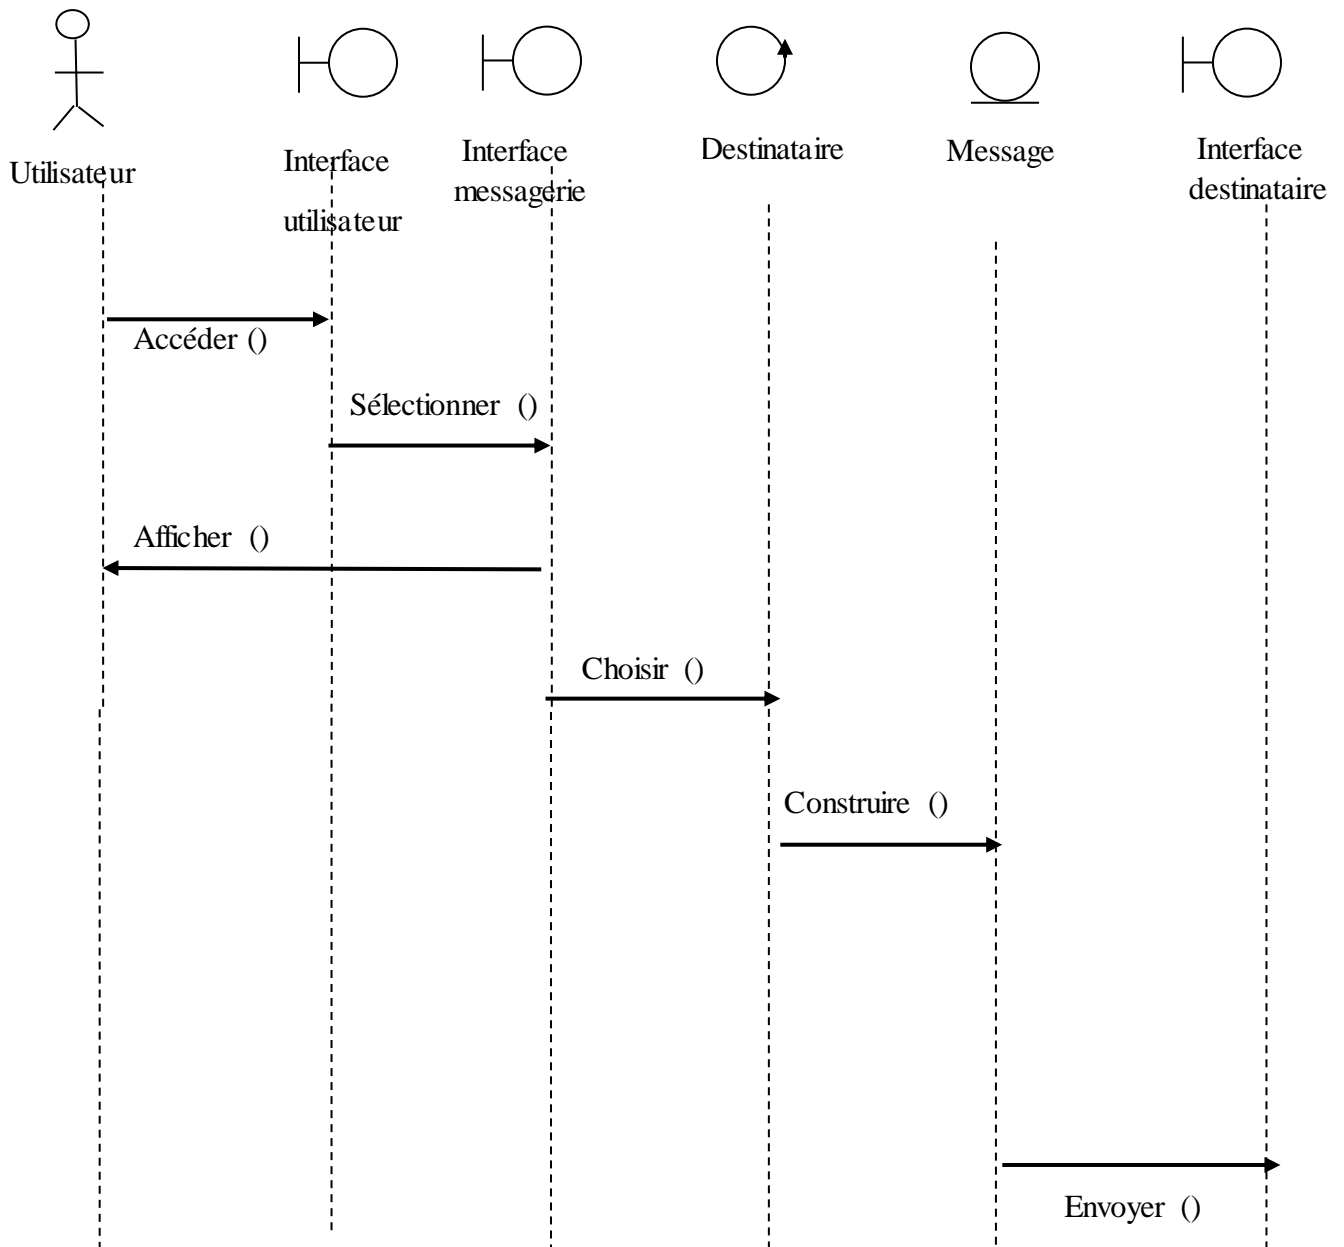 Utilisateur
Interface
utilisateur
Interface
messagerie
Destinataire
Message
Interface
destinataire
Accéder ()
Sélectionner ()
Afficher ()
Choisir ()
Construire ()
Envoyer ()